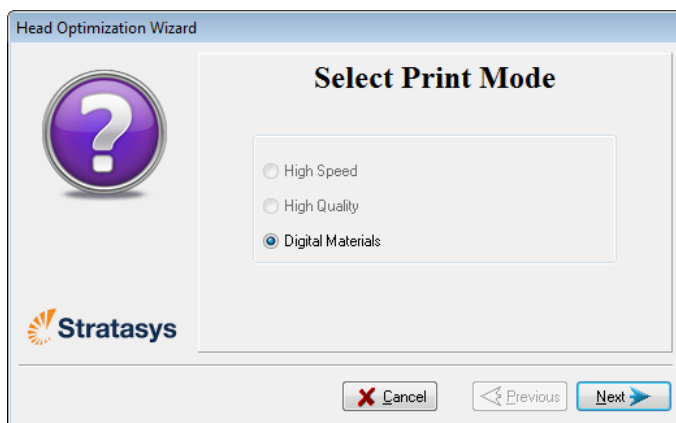 Head Optimization Wizard
Select Print Mode
High Speed
High Quality
Digital Materials
Stratasys
Cancel
Previous
Next